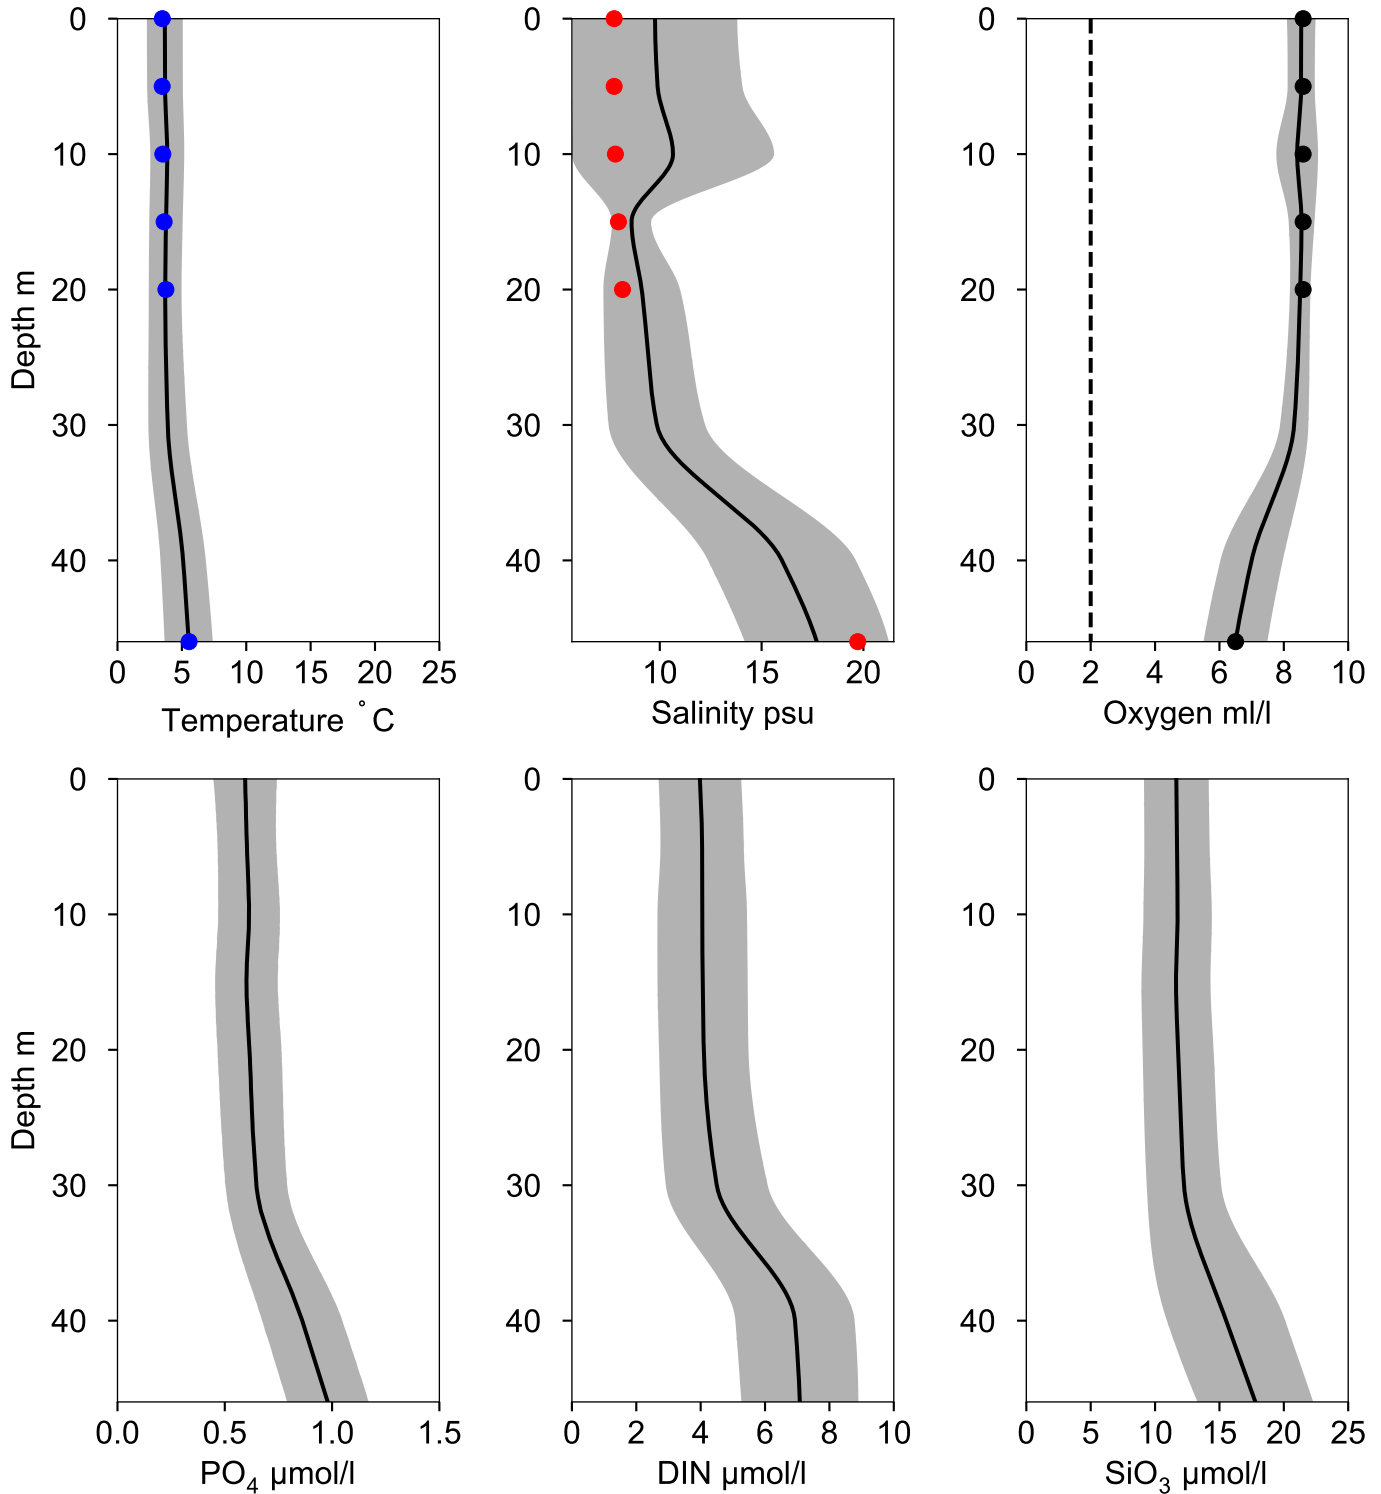 0 0 0
10 10 10
20 20 20
30 30 30
40 40 40
Depth m
0 5 10 15 20 25
10 15 20
0 2 4 6 8 10
Temperature °C
Salinity psu
Oxygen ml/l
0 0 0
10 10 10
20 20 20
30 30 30
40 40 40
Depth m
0.0 0.5 1.0 1.5
0 2 4 6 8 10
0 5 10 15 20 25
PO₄ µmol/l
DIN µmol/l
SiO₃ µmol/l